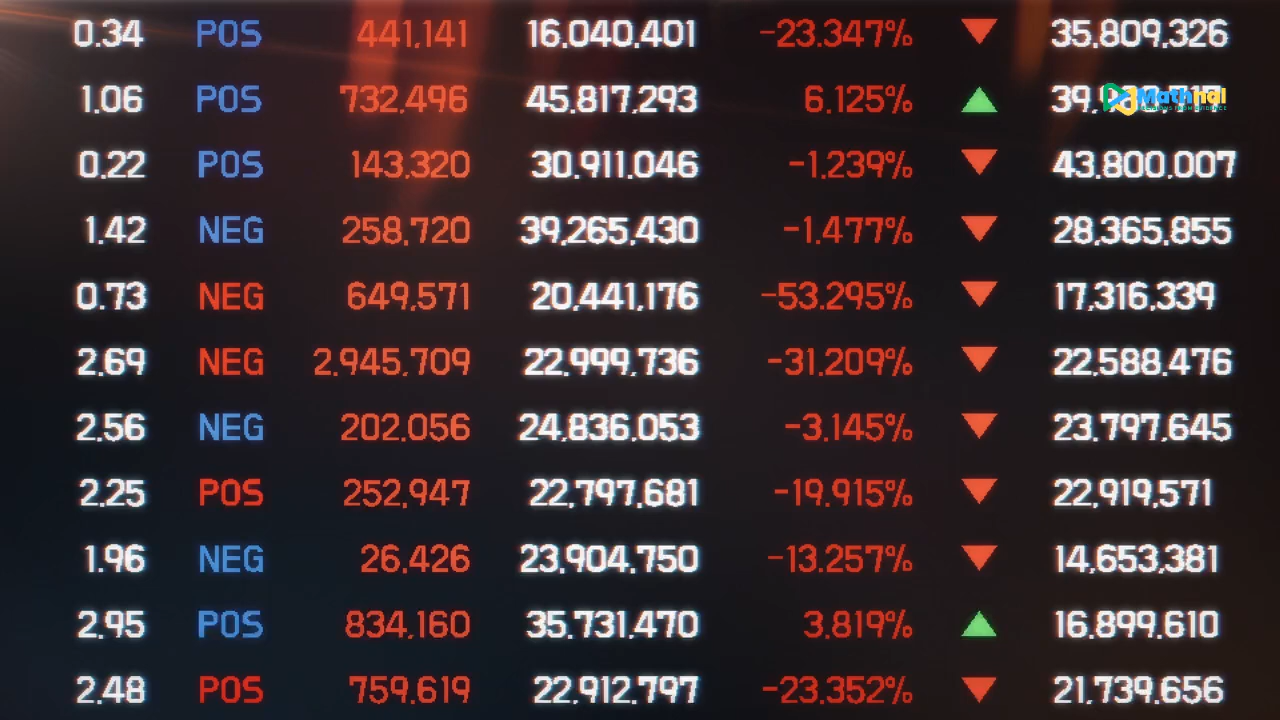 0.34 POS 441,141 16,040,401 -23.347% 35,809,326
1.06 POS 732,496 45,817,293 6.125%
Mathnal
0.22 POS 143,320 30,911,046 -1.239% 43,800,007
1.42 NEG 258,720 39,265,430 -1.477% 28,365,855
0.73 NEG 649,571 20,441,176 -53.295% 17,316,339
2.69 NEG 2,945,709 22,999,736 -31.209% 22,588,476
2.56 NEG 202,056 24,836,053 -3.145% 23,797,645
2.25 POS 252,947 22,797,681 -19.915% 22,919,571
1.96 NEG 26,426 23,904,750 -13.257% 14,653,381
2.95 POS 834,160 35,731,470 3.819% 16,899,610
2.48 POS 759,619 22,912,797 -23.352% 21,739,656